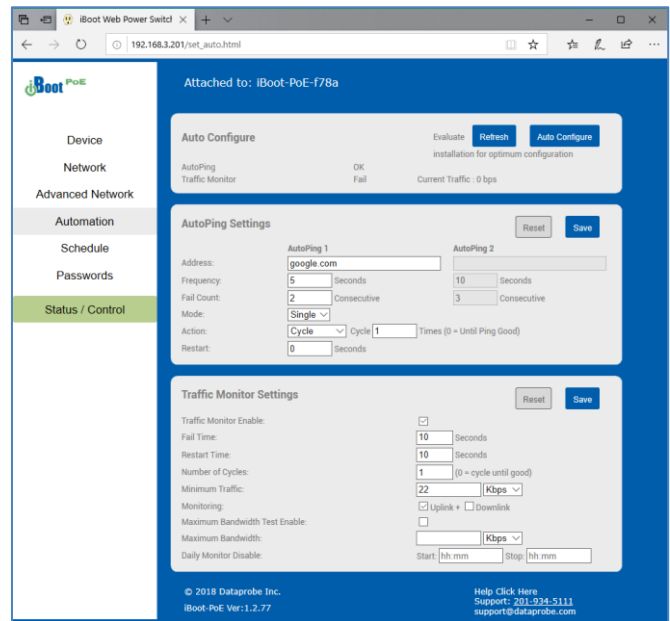 iBoot Web Power Switch
192.168.3.201/set_auto.html
iBoot PoE
Attached to: iBoot-PoE-f78a
Device
Network
Advanced Network
Automation
Schedule
Passwords
Status / Control
Auto Configure
Evaluate Refresh Auto Configure
installation for optimum configuration
AutoPing OK
Traffic Monitor Fail Current Traffic : 0 bps
AutoPing Settings Reset Save
AutoPing 1 AutoPing 2
Address: google.com
Frequency: 5 Seconds 10 Seconds
Fail Count: 2 Consecutive 3 Consecutive
Mode: Single
Action: Cycle Cycle 1 Times (0 = Until Ping Good)
Restart: 0 Seconds
Traffic Monitor Settings Reset Save
Traffic Monitor Enable:
Fail Time: 10 Seconds
Restart Time: 10 Seconds
Number of Cycles: 1 (0 = cycle until good)
Minimum Traffic: 22 Kbps
Monitoring: Uplink + Downlink
Maximum Bandwidth Test Enable:
Maximum Bandwidth: Kbps
Daily Monitor Disable: Start: hh:mm Stop: hh:mm
© 2018 Dataprobe Inc. Help Click Here
Support: 201-934-5111
iBoot-PoE Ver:1.2.77 support@dataprobe.com